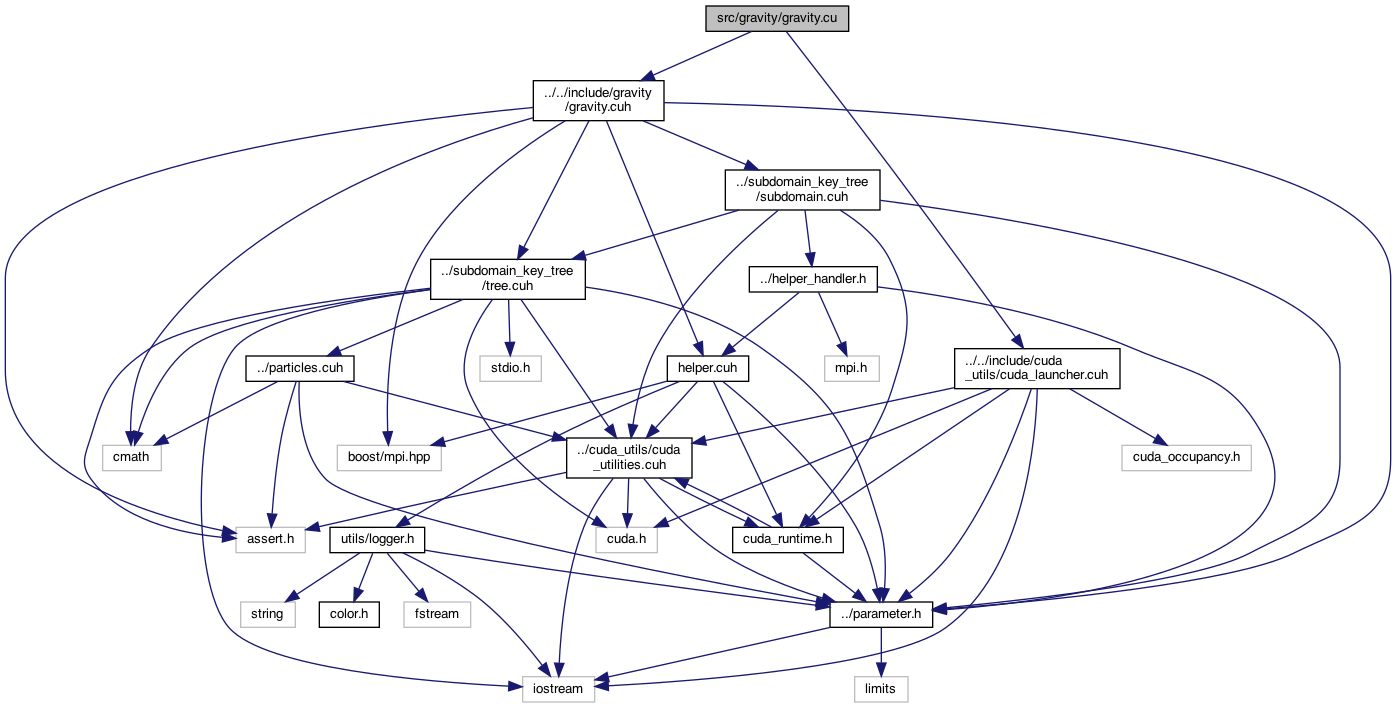 src/gravity/gravity.cu
../../include/gravity
/gravity.cuh
../subdomain_key_tree
/subdomain.cuh
../subdomain_key_tree
/tree.cuh
../helper_handler.h
../particles.cuh
stdio.h
helper.cuh
mpi.h
../../include/cuda
_utils/cuda_launcher.cuh
cmath
boost/mpi.hpp
../cuda_utils/cuda
_utilities.cuh
cuda_occupancy.h
assert.h
utils/logger.h
cuda.h
cuda_runtime.h
string
color.h
fstream
../parameter.h
iostream
limits